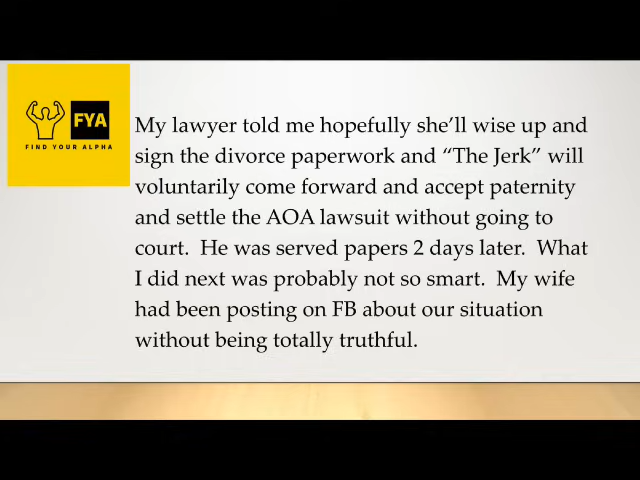 FYA
FIND YOUR ALPHA
My lawyer told me hopefully she’ll wise up and
sign the divorce paperwork and “The Jerk” will
voluntarily come forward and accept paternity
and settle the AOA lawsuit without going to
court.  He was served papers 2 days later.  What
I did next was probably not so smart.  My wife
had been posting on FB about our situation
without being totally truthful.